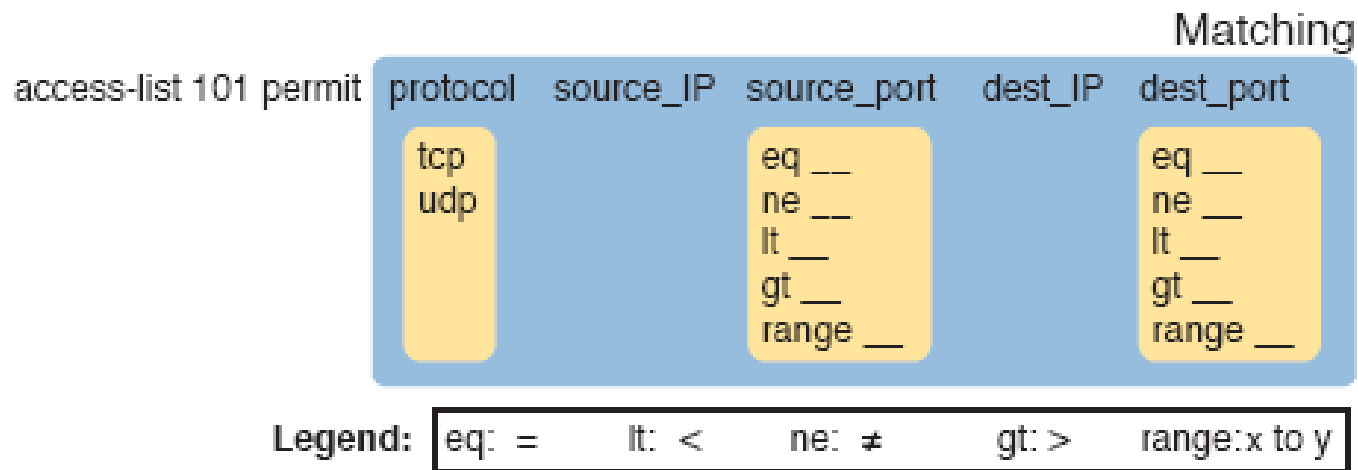 Matching
access-list 101 permit protocol source_IP source_port dest_IP dest_port
tcp
udp
eq __
ne __
lt __
gt __
range __
eq __
ne __
lt __
gt __
range __
Legend: eq: = lt: < ne: ≠ gt: > range:x to y